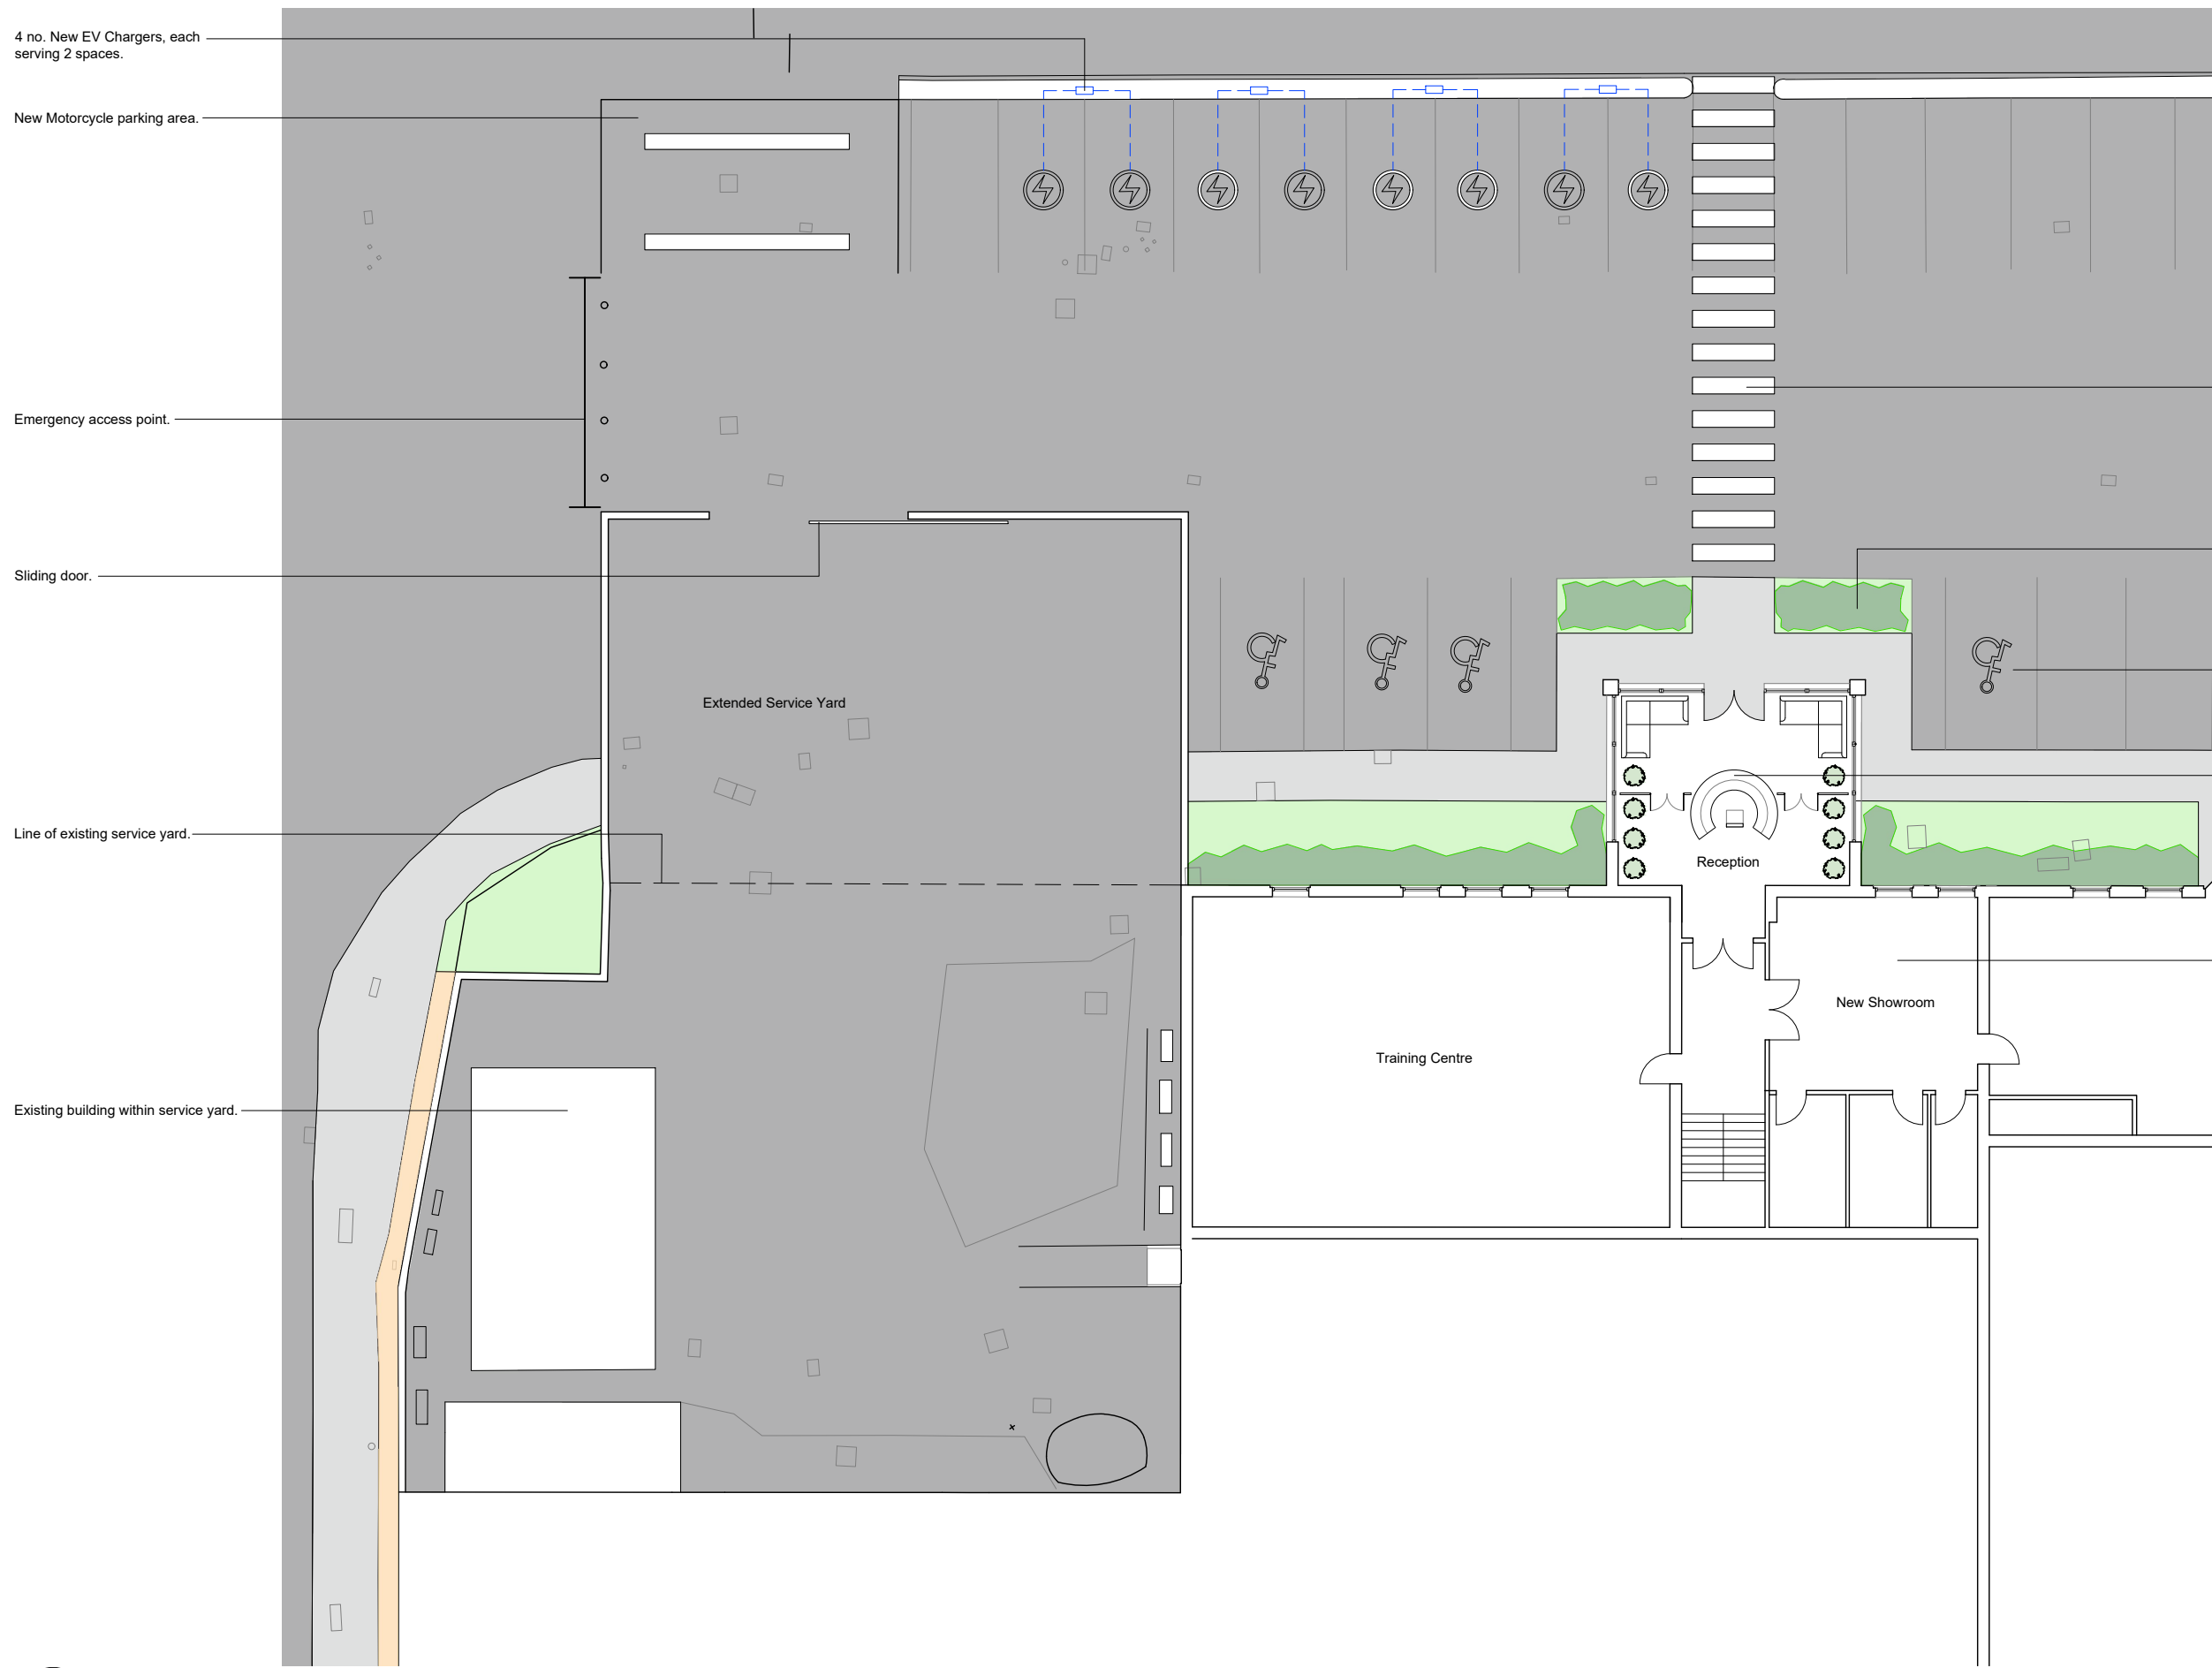 4 no. New EV Chargers, each
serving 2 spaces.
New Motorcycle parking area.
Emergency access point.
Sliding door.
Extended Service Yard
Line of existing service yard.
Reception
New Showroom
Training Centre
Existing building within service yard.